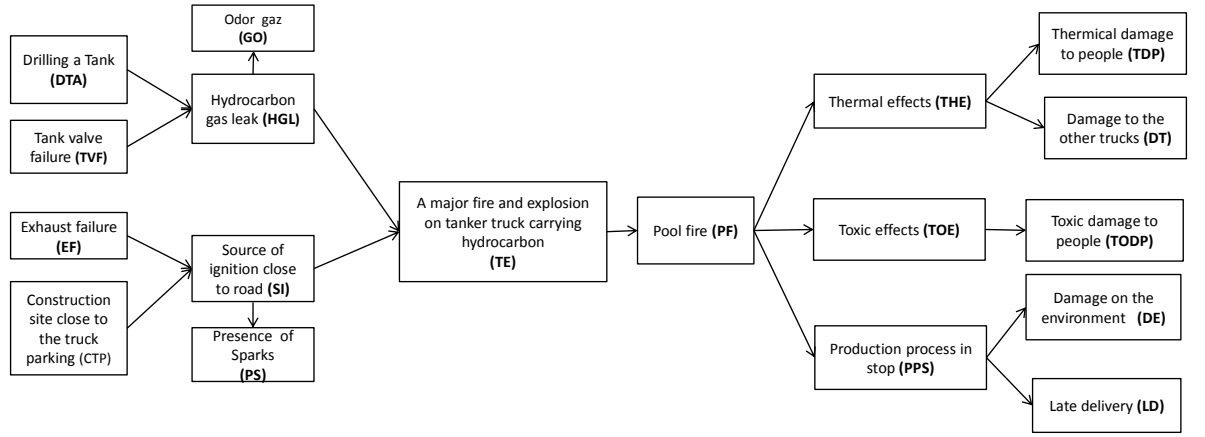 Odor gaz
(GO)
Drilling a Tank
(DTA)
Hydrocarbon
gas leak (HGL)
Tank valve
failure (TVF)
Exhaust failure
(EF)
Source of
ignition close
to road (SI)
Construction
site close to
the truck
parking (CTP)
Presence of
Sparks
(PS)
A major fire and explosion
on tanker truck carrying
hydrocarbon
(TE)
Pool fire (PF)
Thermal effects (THE)
Thermical damage
to people (TDP)
Damage to the
other trucks (DT)
Toxic effects (TOE)
Toxic damage to
people (TODP)
Production process in
stop (PPS)
Damage on the
environment (DE)
Late delivery (LD)